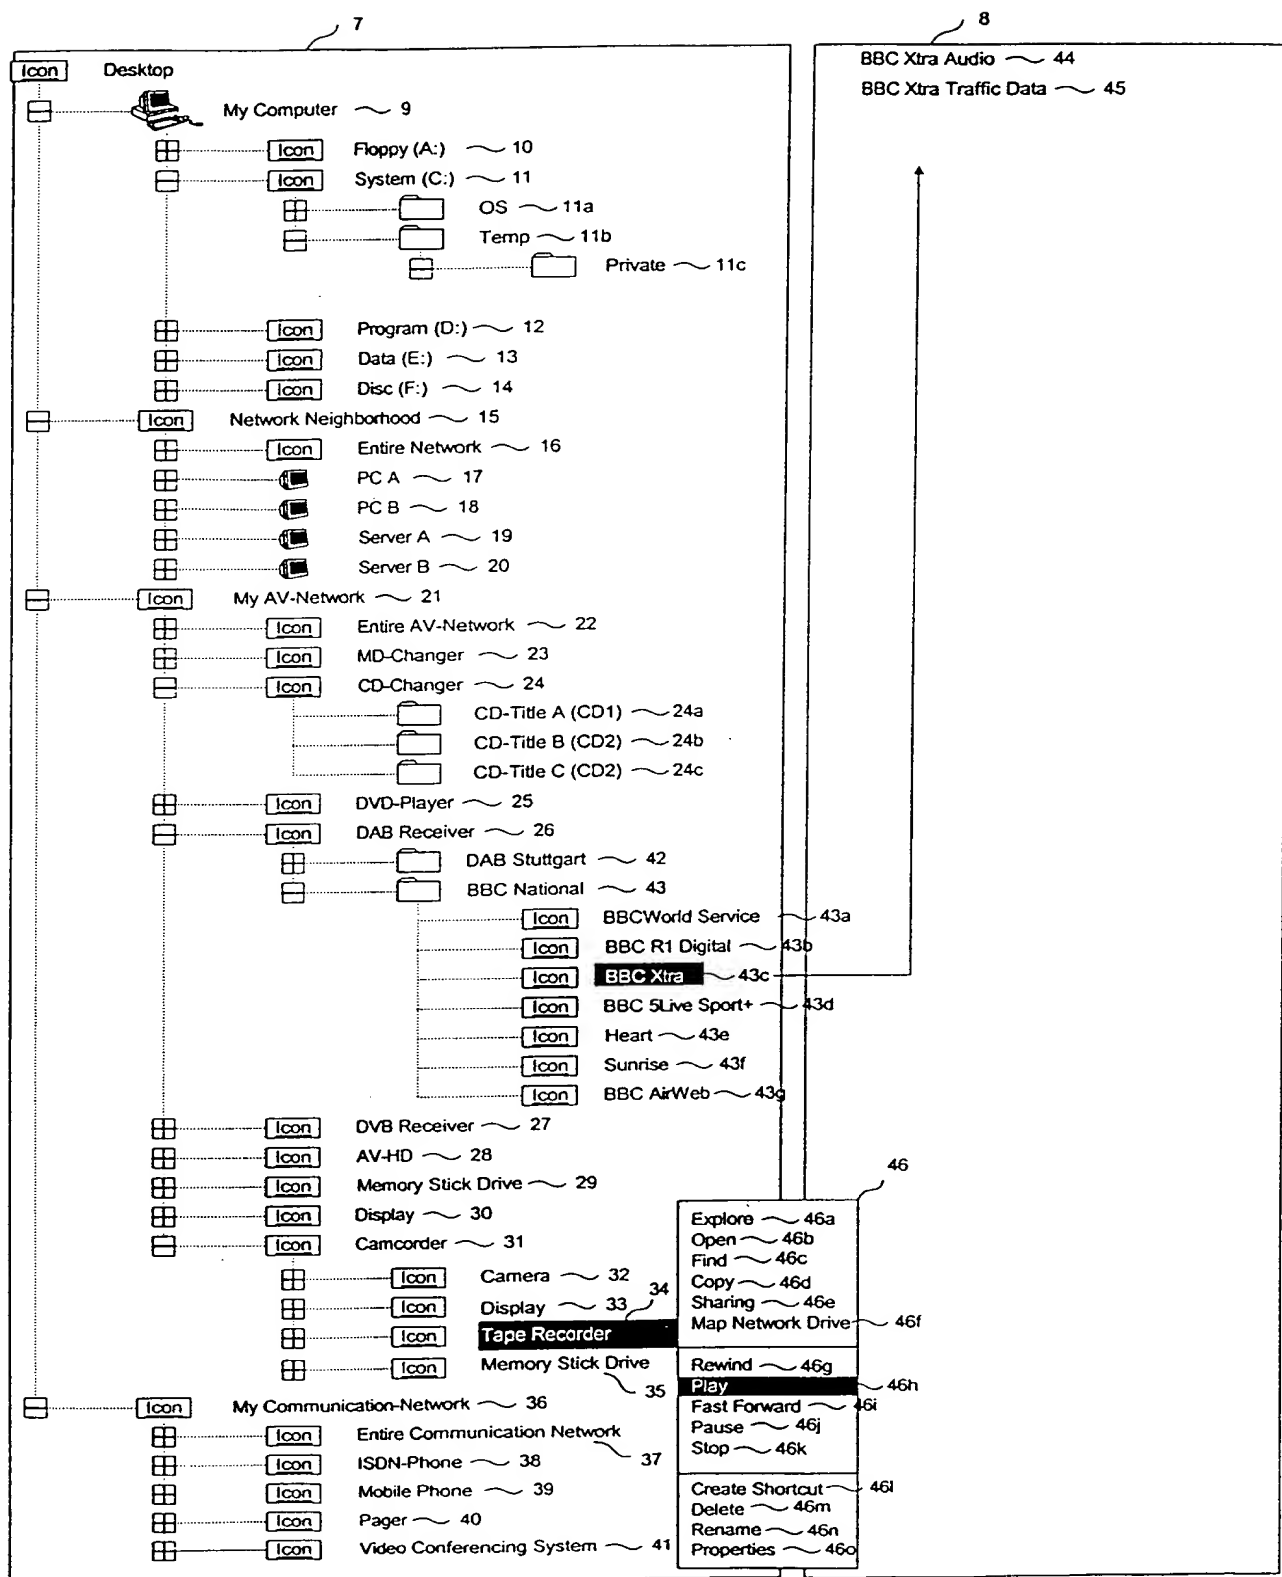 7
8
Icon Desktop
BBC Xtra Audio 44
BBC Xtra Traffic Data 45
My Computer 9
Icon Floppy (A:) 10
Icon System (C:) 11
OS 11a
Temp 11b
Private 11c
Icon Program (D:) 12
Icon Data (E:) 13
Icon Disc (F:) 14
Icon Network Neighborhood 15
Icon Entire Network 16
PC A 17
PC B 18
Server A 19
Server B 20
Icon My AV-Network 21
Icon Entire AV-Network 22
Icon MD-Changer 23
Icon CD-Changer 24
CD-Title A (CD1) 24a
CD-Title B (CD2) 24b
CD-Title C (CD2) 24c
Icon DVD-Player 25
Icon DAB Receiver 26
DAB Stuttgart 42
BBC National 43
Icon BBCWorld Service 43a
Icon BBC R1 Digital 43b
Icon BBC Xtra 43c
Icon BBC 5Live Sport+ 43d
Icon Heart 43e
Icon Sunrise 43f
Icon BBC AirWeb 43g
Icon DVB Receiver 27
Icon AV-HD 28
Icon Memory Stick Drive 29
Icon Display 30
Icon Camcorder 31
Icon Camera 32
Icon Display 33
34
Icon Tape Recorder
Icon Memory Stick Drive
35
Icon My Communication-Network 36
Icon Entire Communication Network
37
Icon ISDN-Phone 38
Icon Mobile Phone 39
Icon Pager 40
Icon Video Conferencing System 41
46
Explore 46a
Open 46b
Find 46c
Copy 46d
Sharing 46e
Map Network Drive 46f
Rewind 46g
Play 46h
Fast Forward 46i
Pause 46j
Stop 46k
Create Shortcut 46l
Delete 46m
Rename 46n
Properties 46o